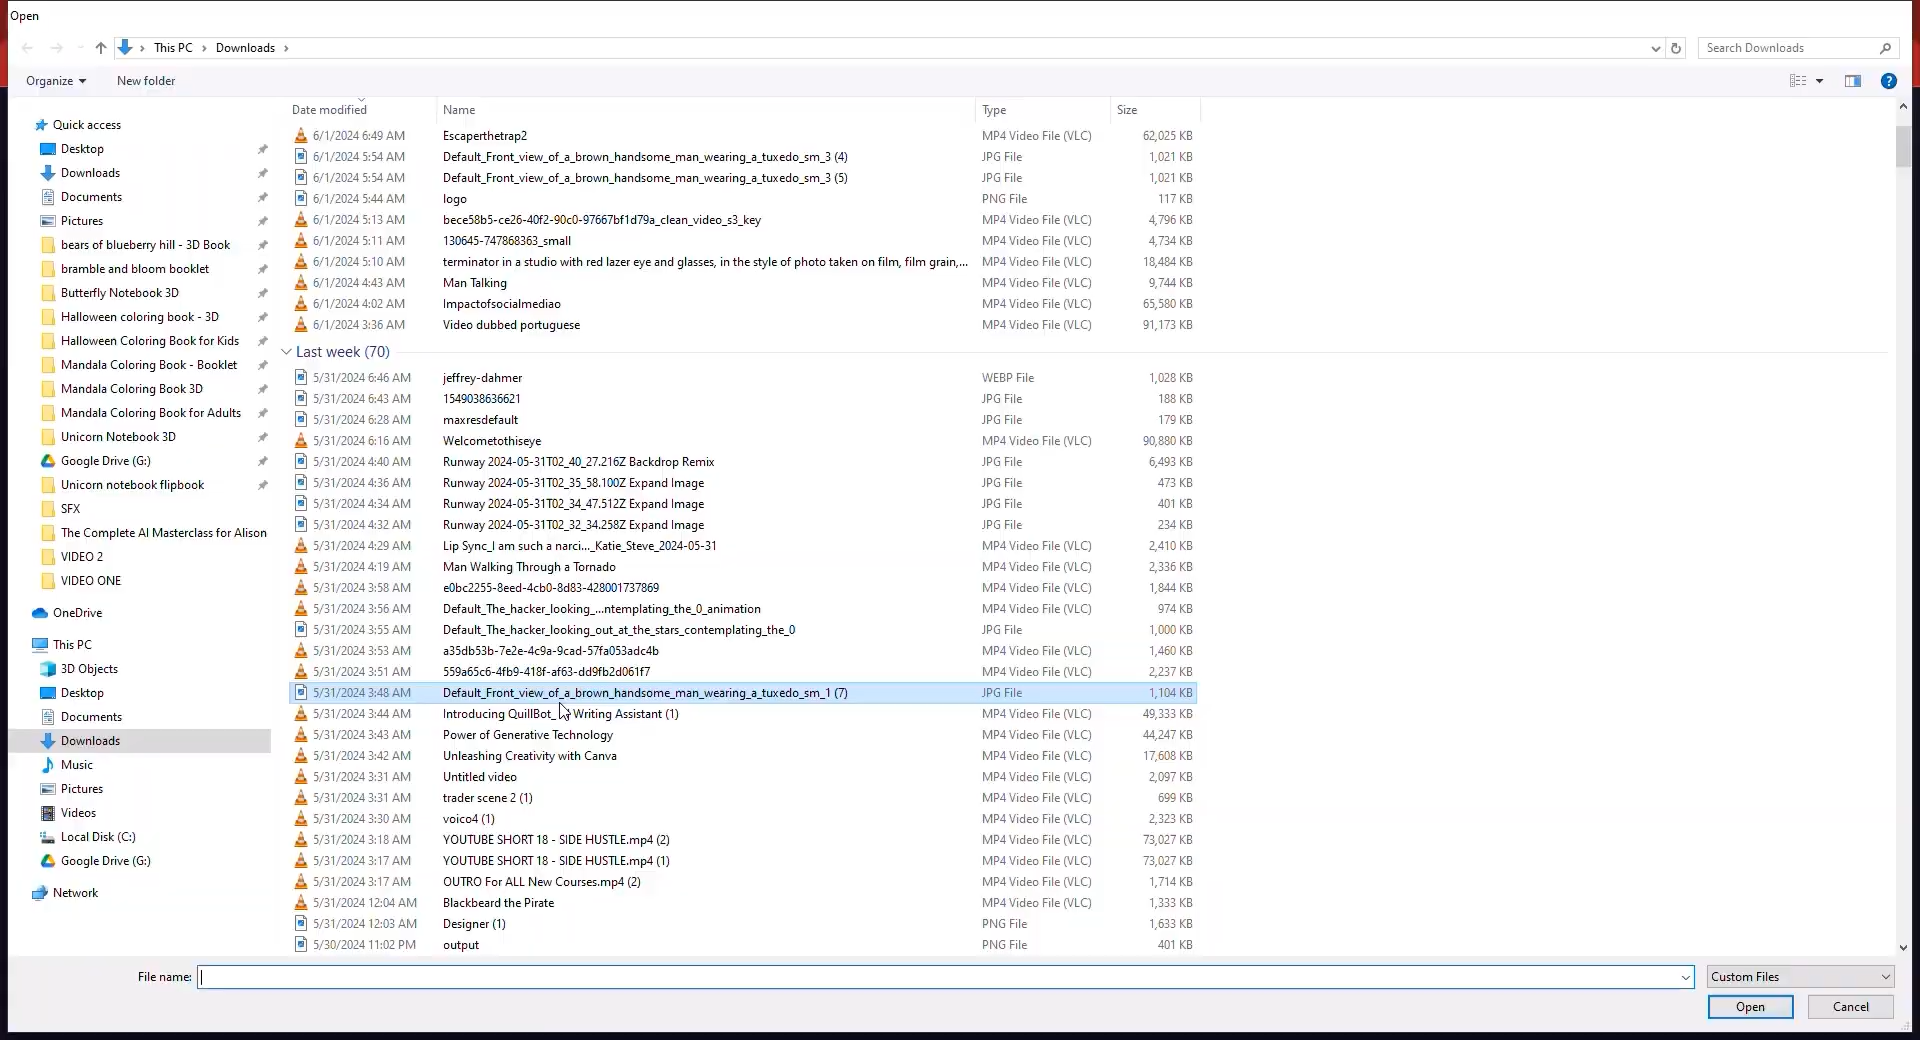 Open
This PC > Downloads >
Search Downloads
Organize
New folder
Date modified Name Type Size
Quick access
Desktop
Downloads
Documents
Pictures
bears of blueberry hill - 3D Book
bramble and bloom booklet
Butterfly Notebook 3D
Halloween coloring book - 3D
Halloween Coloring Book for Kids
Mandala Coloring Book - Booklet
Mandala Coloring Book 3D
Mandala Coloring Book for Adults
Unicorn Notebook 3D
Google Drive (G:)
Unicorn notebook flipbook
SFX
The Complete AI Masterclass for Alison
VIDEO 2
VIDEO ONE
OneDrive
This PC
3D Objects
Desktop
Documents
Downloads
Music
Pictures
Videos
Local Disk (C:)
Google Drive (G:)
Network
6/1/2024 6:49 AM Escaperthetrap2 MP4 Video File (VLC) 62,025 KB
6/1/2024 5:54 AM Default_Front_view_of_a_brown_handsome_man_wearing_a_tuxedo_sm_3 (4) JPG File 1,021 KB
6/1/2024 5:54 AM Default_Front_view_of_a_brown_handsome_man_wearing_a_tuxedo_sm_3 (5) JPG File 1,021 KB
6/1/2024 5:44 AM logo PNG File 117 KB
6/1/2024 5:13 AM bece58b5-ce26-40f2-90c0-97667bf1d79a_clean_video_s3_key MP4 Video File (VLC) 4,796 KB
6/1/2024 5:11 AM 130645-747868363_small MP4 Video File (VLC) 4,734 KB
6/1/2024 5:10 AM terminator in a studio with red lazer eye and glasses, in the style of photo taken on film, film grain,... MP4 Video File (VLC) 18,484 KB
6/1/2024 4:43 AM Man Talking MP4 Video File (VLC) 9,744 KB
6/1/2024 4:02 AM Impactofsocialmediao MP4 Video File (VLC) 65,580 KB
6/1/2024 3:36 AM Video dubbed portuguese MP4 Video File (VLC) 91,173 KB
Last week (70)
5/31/2024 6:46 AM jeffrey-dahmer WEBP File 1,028 KB
5/31/2024 6:43 AM 1549038636621 JPG File 188 KB
5/31/2024 6:28 AM maxresdefault JPG File 179 KB
5/31/2024 6:16 AM Welcometothiseye MP4 Video File (VLC) 90,880 KB
5/31/2024 4:40 AM Runway 2024-05-31T02_40_27.216Z Backdrop Remix JPG File 6,493 KB
5/31/2024 4:36 AM Runway 2024-05-31T02_35_58.100Z Expand Image JPG File 473 KB
5/31/2024 4:34 AM Runway 2024-05-31T02_34_47.512Z Expand Image JPG File 401 KB
5/31/2024 4:32 AM Runway 2024-05-31T02_32_34.258Z Expand Image JPG File 234 KB
5/31/2024 4:29 AM Lip Sync_I am such a narci..._Katie_Steve_2024-05-31 MP4 Video File (VLC) 2,410 KB
5/31/2024 4:19 AM Man Walking Through a Tornado MP4 Video File (VLC) 2,336 KB
5/31/2024 3:58 AM e0bc2255-8eed-4cb0-8d83-428001737869 MP4 Video File (VLC) 1,844 KB
5/31/2024 3:56 AM Default_The_hacker_looking_...ntemplating_the_0_animation MP4 Video File (VLC) 974 KB
5/31/2024 3:55 AM Default_The_hacker_looking_out_at_the_stars_contemplating_the_0 JPG File 1,000 KB
5/31/2024 3:53 AM a35db53b-7e2e-4c9a-9cad-57fa053adc4b MP4 Video File (VLC) 1,460 KB
5/31/2024 3:51 AM 559a65c6-4fb9-418f-af63-dd9fb2d061f7 MP4 Video File (VLC) 2,237 KB
5/31/2024 3:48 AM Default_Front_view_of_a_brown_handsome_man_wearing_a_tuxedo_sm_1 (7) JPG File 1,104 KB
5/31/2024 3:44 AM Introducing QuillBot_ Writing Assistant (1) MP4 Video File (VLC) 49,333 KB
5/31/2024 3:43 AM Power of Generative Technology MP4 Video File (VLC) 44,247 KB
5/31/2024 3:42 AM Unleashing Creativity with Canva MP4 Video File (VLC) 17,608 KB
5/31/2024 3:31 AM Untitled video MP4 Video File (VLC) 2,097 KB
5/31/2024 3:31 AM trader scene 2 (1) MP4 Video File (VLC) 699 KB
5/31/2024 3:30 AM voico4 (1) MP4 Video File (VLC) 2,323 KB
5/31/2024 3:18 AM YOUTUBE SHORT 18 - SIDE HUSTLE.mp4 (2) MP4 Video File (VLC) 73,027 KB
5/31/2024 3:17 AM YOUTUBE SHORT 18 - SIDE HUSTLE.mp4 (1) MP4 Video File (VLC) 73,027 KB
5/31/2024 3:17 AM OUTRO For ALL New Courses.mp4 (2) MP4 Video File (VLC) 1,714 KB
5/31/2024 12:04 AM Blackbeard the Pirate MP4 Video File (VLC) 1,333 KB
5/31/2024 12:03 AM Designer (1) PNG File 1,633 KB
5/30/2024 11:02 PM output PNG File 401 KB
File name:
Custom Files
Open
Cancel